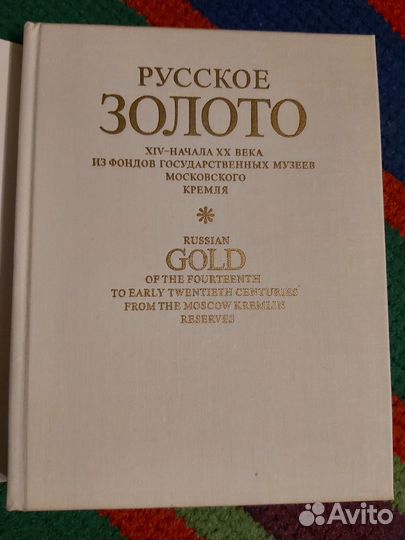 РУССКОЕ
ЗОЛОТО
XIV–НАЧАЛА XX ВЕКА
ИЗ ФОНДОВ ГОСУДАРСТВЕННЫХ МУЗЕЕВ
МОСКОВСКОГО
КРЕМЛЯ
RUSSIAN
GOLD
OF THE FOURTEENTH
TO EARLY TWENTIETH CENTURIES
FROM THE MOSCOW KREMLIN
RESERVES
Avito